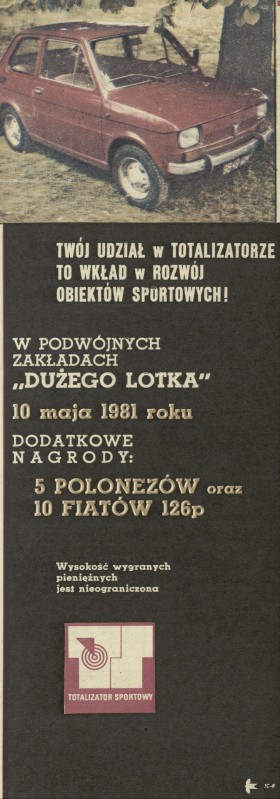 TWÓJ UDZIAŁ w TOTALIZATORZE
TO WKŁAD w ROZWÓJ
OBIEKTÓW SPORTOWYCH!
W PODWÓJNYCH
ZAKŁADACH
„DUŻEGO LOTKA”
10 maja 1981 roku
DODATKOWE
NAGRODY:
5 POLONEZÓW oraz
10 FIATÓW 126p
Wysokość wygranych
pieniężnych
jest nieograniczona
TOTALIZATOR SPORTOWY